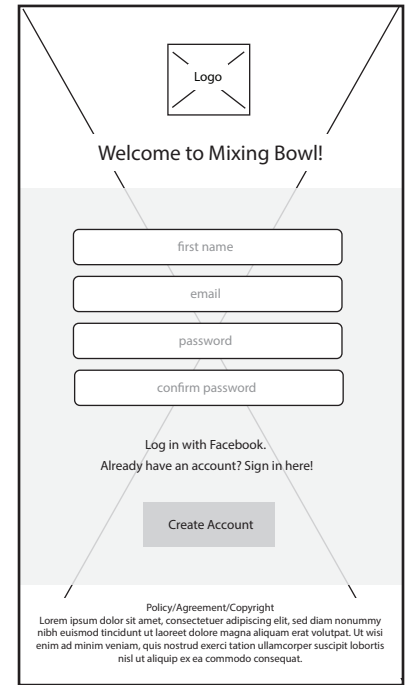 Logo
Welcome to Mixing Bowl!
first name
email
password
confirm password
Log in with Facebook.
Already have an account? Sign in here!
Create Account
Policy/Agreement/Copyright
Lorem ipsum dolor sit amet, consectetuer adipiscing elit, sed diam nonummy
nibh euismod tincidunt ut laoreet dolore magna aliquam erat volutpat. Ut wisi
enim ad minim veniam, quis nostrud exerci tation ullamcorper suscipit lobortis
nisl ut aliquip ex ea commodo consequat.